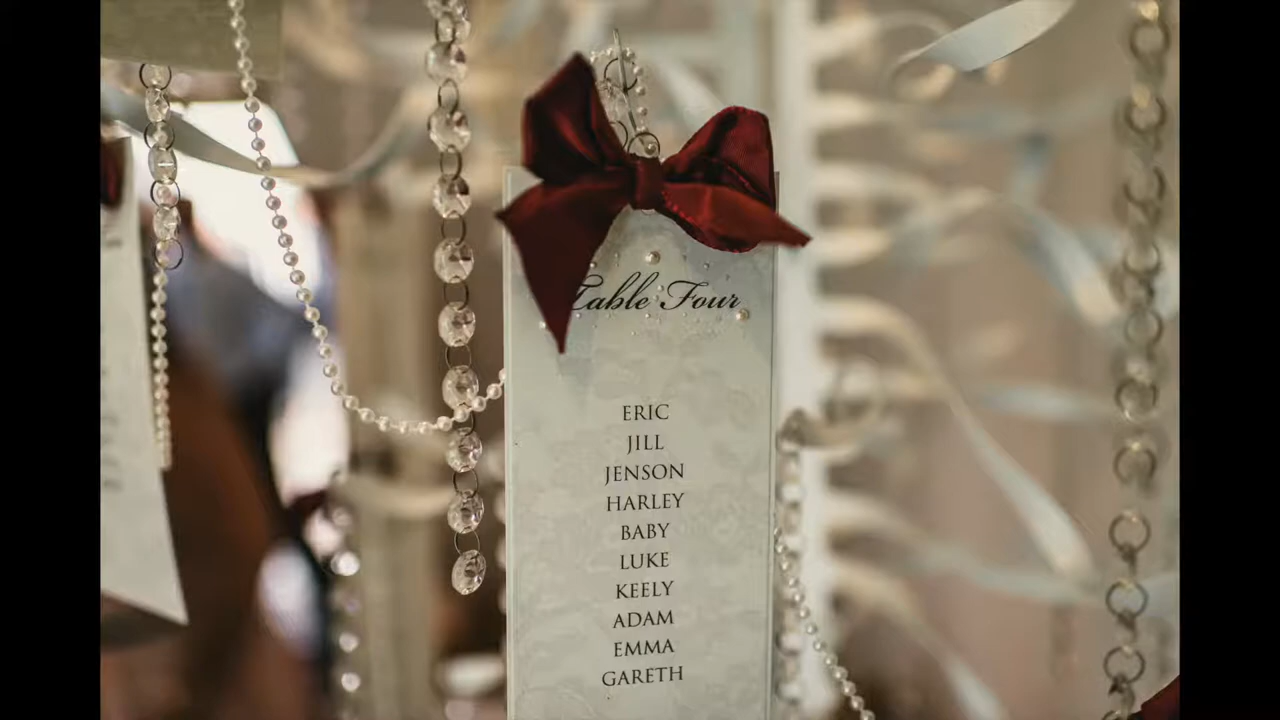 Table Four
ERIC
JILL
JENSON
HARLEY
BABY
LUKE
KEELY
ADAM
EMMA
GARETH